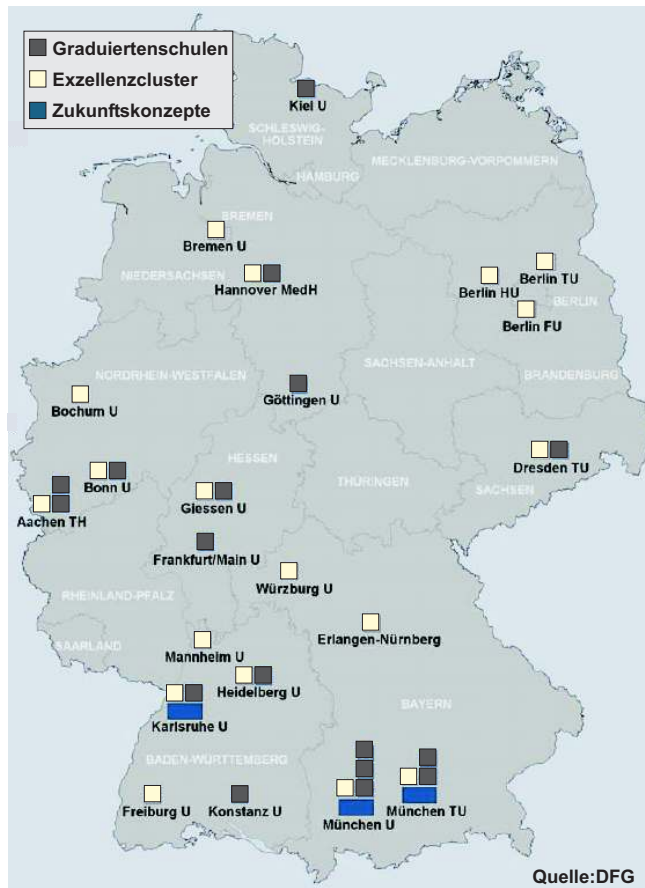 Graduiertenschulen
Exzellenzcluster
Zukunftskonzepte
Kiel U
SCHLESWIG-
HOLSTEIN
MECKLENBURG-VORPOMMERN
HAMBURG
BREMEN
Bremen U
NIEDERSACHSEN
Hannover MedH
Berlin TU
Berlin HU
BERLIN
Berlin FU
SACHSEN-ANHALT
BRANDENBURG
NORDRHEIN-WESTFALEN
Göttingen U
Bochum U
HESSEN
Dresden TU
Bonn U
THÜRINGEN
SACHSEN
Giessen U
Aachen TH
Frankfurt/Main U
Würzburg U
RHEINLAND-PFALZ
Erlangen-Nürnberg
SAARLAND
Mannheim U
Heidelberg U
BAYERN
Karlsruhe U
BADEN-WÜRTTEMBERG
Freiburg U
Konstanz U
München U
München TU
Quelle:DFG